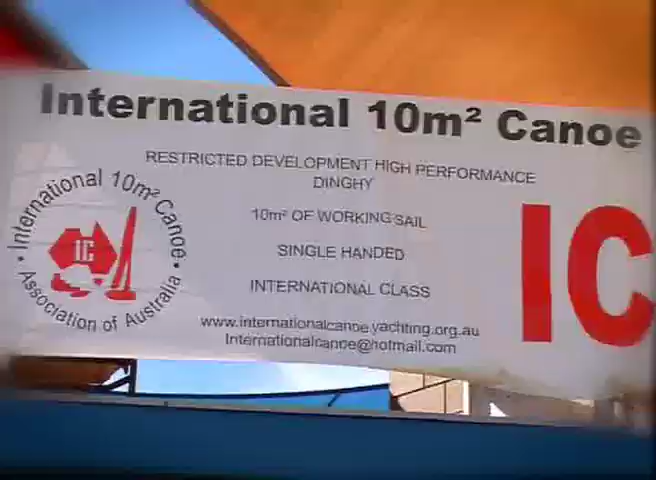 International 10m² Canoe
RESTRICTED DEVELOPMENT HIGH PERFORMANCE
DINGHY
10m² OF WORKING SAIL
SINGLE HANDED
INTERNATIONAL CLASS
www.internationalcanoe.yachting.org.au
Internationalcanoe@hotmail.com
• International 10m² Canoe •
Association of Australia
IC
IC